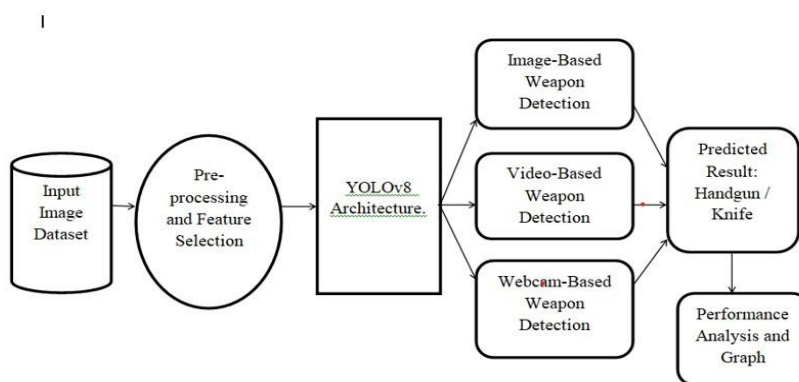 I
Input
Image
Dataset
Pre-
processing
and Feature
Selection
YOLOv8
Architecture.
Image-Based
Weapon
Detection
Video-Based
Weapon
Detection
Webcam-Based
Weapon
Detection
Predicted
Result:
Handgun /
Knife
Performance
Analysis and
Graph